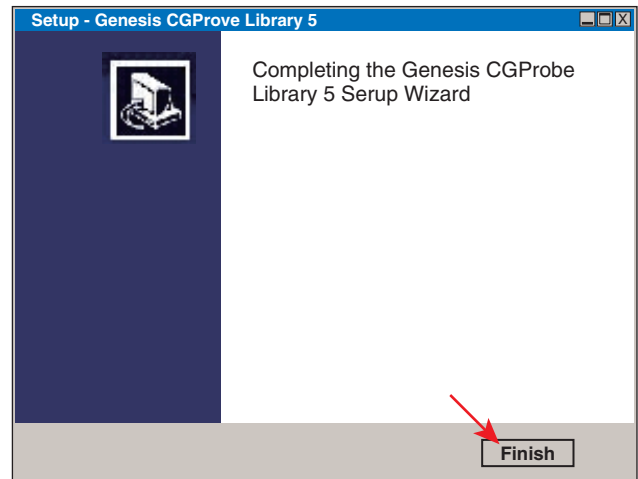 Setup - Genesis CGProve Library 5
Completing the Genesis CGProbe
Library 5 Serup Wizard
Finish